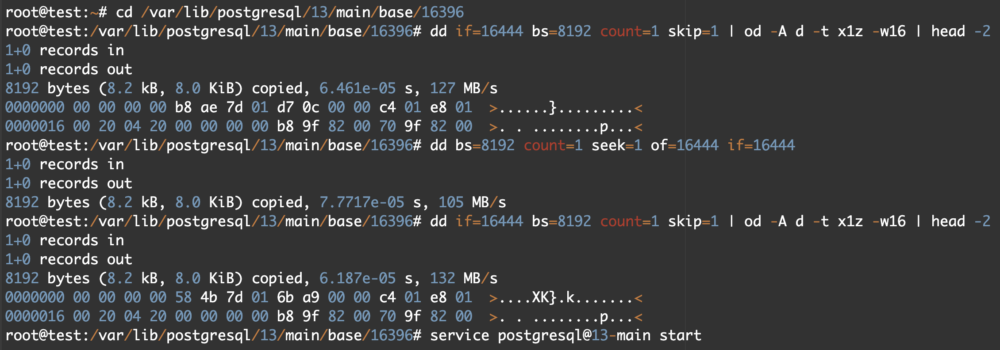 root@test:~# cd /var/lib/postgresql/13/main/base/16396
root@test:/var/lib/postgresql/13/main/base/16396# dd if=16444 bs=8192 count=1 skip=1 | od -A d -t x1z -w16 | head -2
1+0 records in
1+0 records out
8192 bytes (8.2 kB, 8.0 KiB) copied, 6.461e-05 s, 127 MB/s
0000000 00 00 00 00 b8 ae 7d 01 d7 0c 00 00 c4 01 e8 01  >......}.........<
0000016 00 20 04 20 00 00 00 00 b8 9f 82 00 70 9f 82 00  >. . ........p...<
root@test:/var/lib/postgresql/13/main/base/16396# dd bs=8192 count=1 seek=1 of=16444 if=16444
1+0 records in
1+0 records out
8192 bytes (8.2 kB, 8.0 KiB) copied, 7.7717e-05 s, 105 MB/s
root@test:/var/lib/postgresql/13/main/base/16396# dd if=16444 bs=8192 count=1 skip=1 | od -A d -t x1z -w16 | head -2
1+0 records in
1+0 records out
8192 bytes (8.2 kB, 8.0 KiB) copied, 6.187e-05 s, 132 MB/s
0000000 00 00 00 00 58 4b 7d 01 6b a9 00 00 c4 01 e8 01  >....XK}.k.......<
0000016 00 20 04 20 00 00 00 00 b8 9f 82 00 70 9f 82 00  >. . ........p...<
root@test:/var/lib/postgresql/13/main/base/16396# service postgresql@13-main start